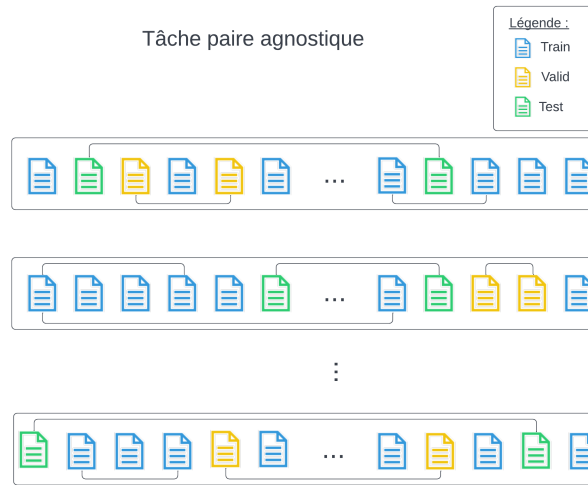 Tâche paire agnostique
Légende :
Train
Valid
Test
...
...
...
...